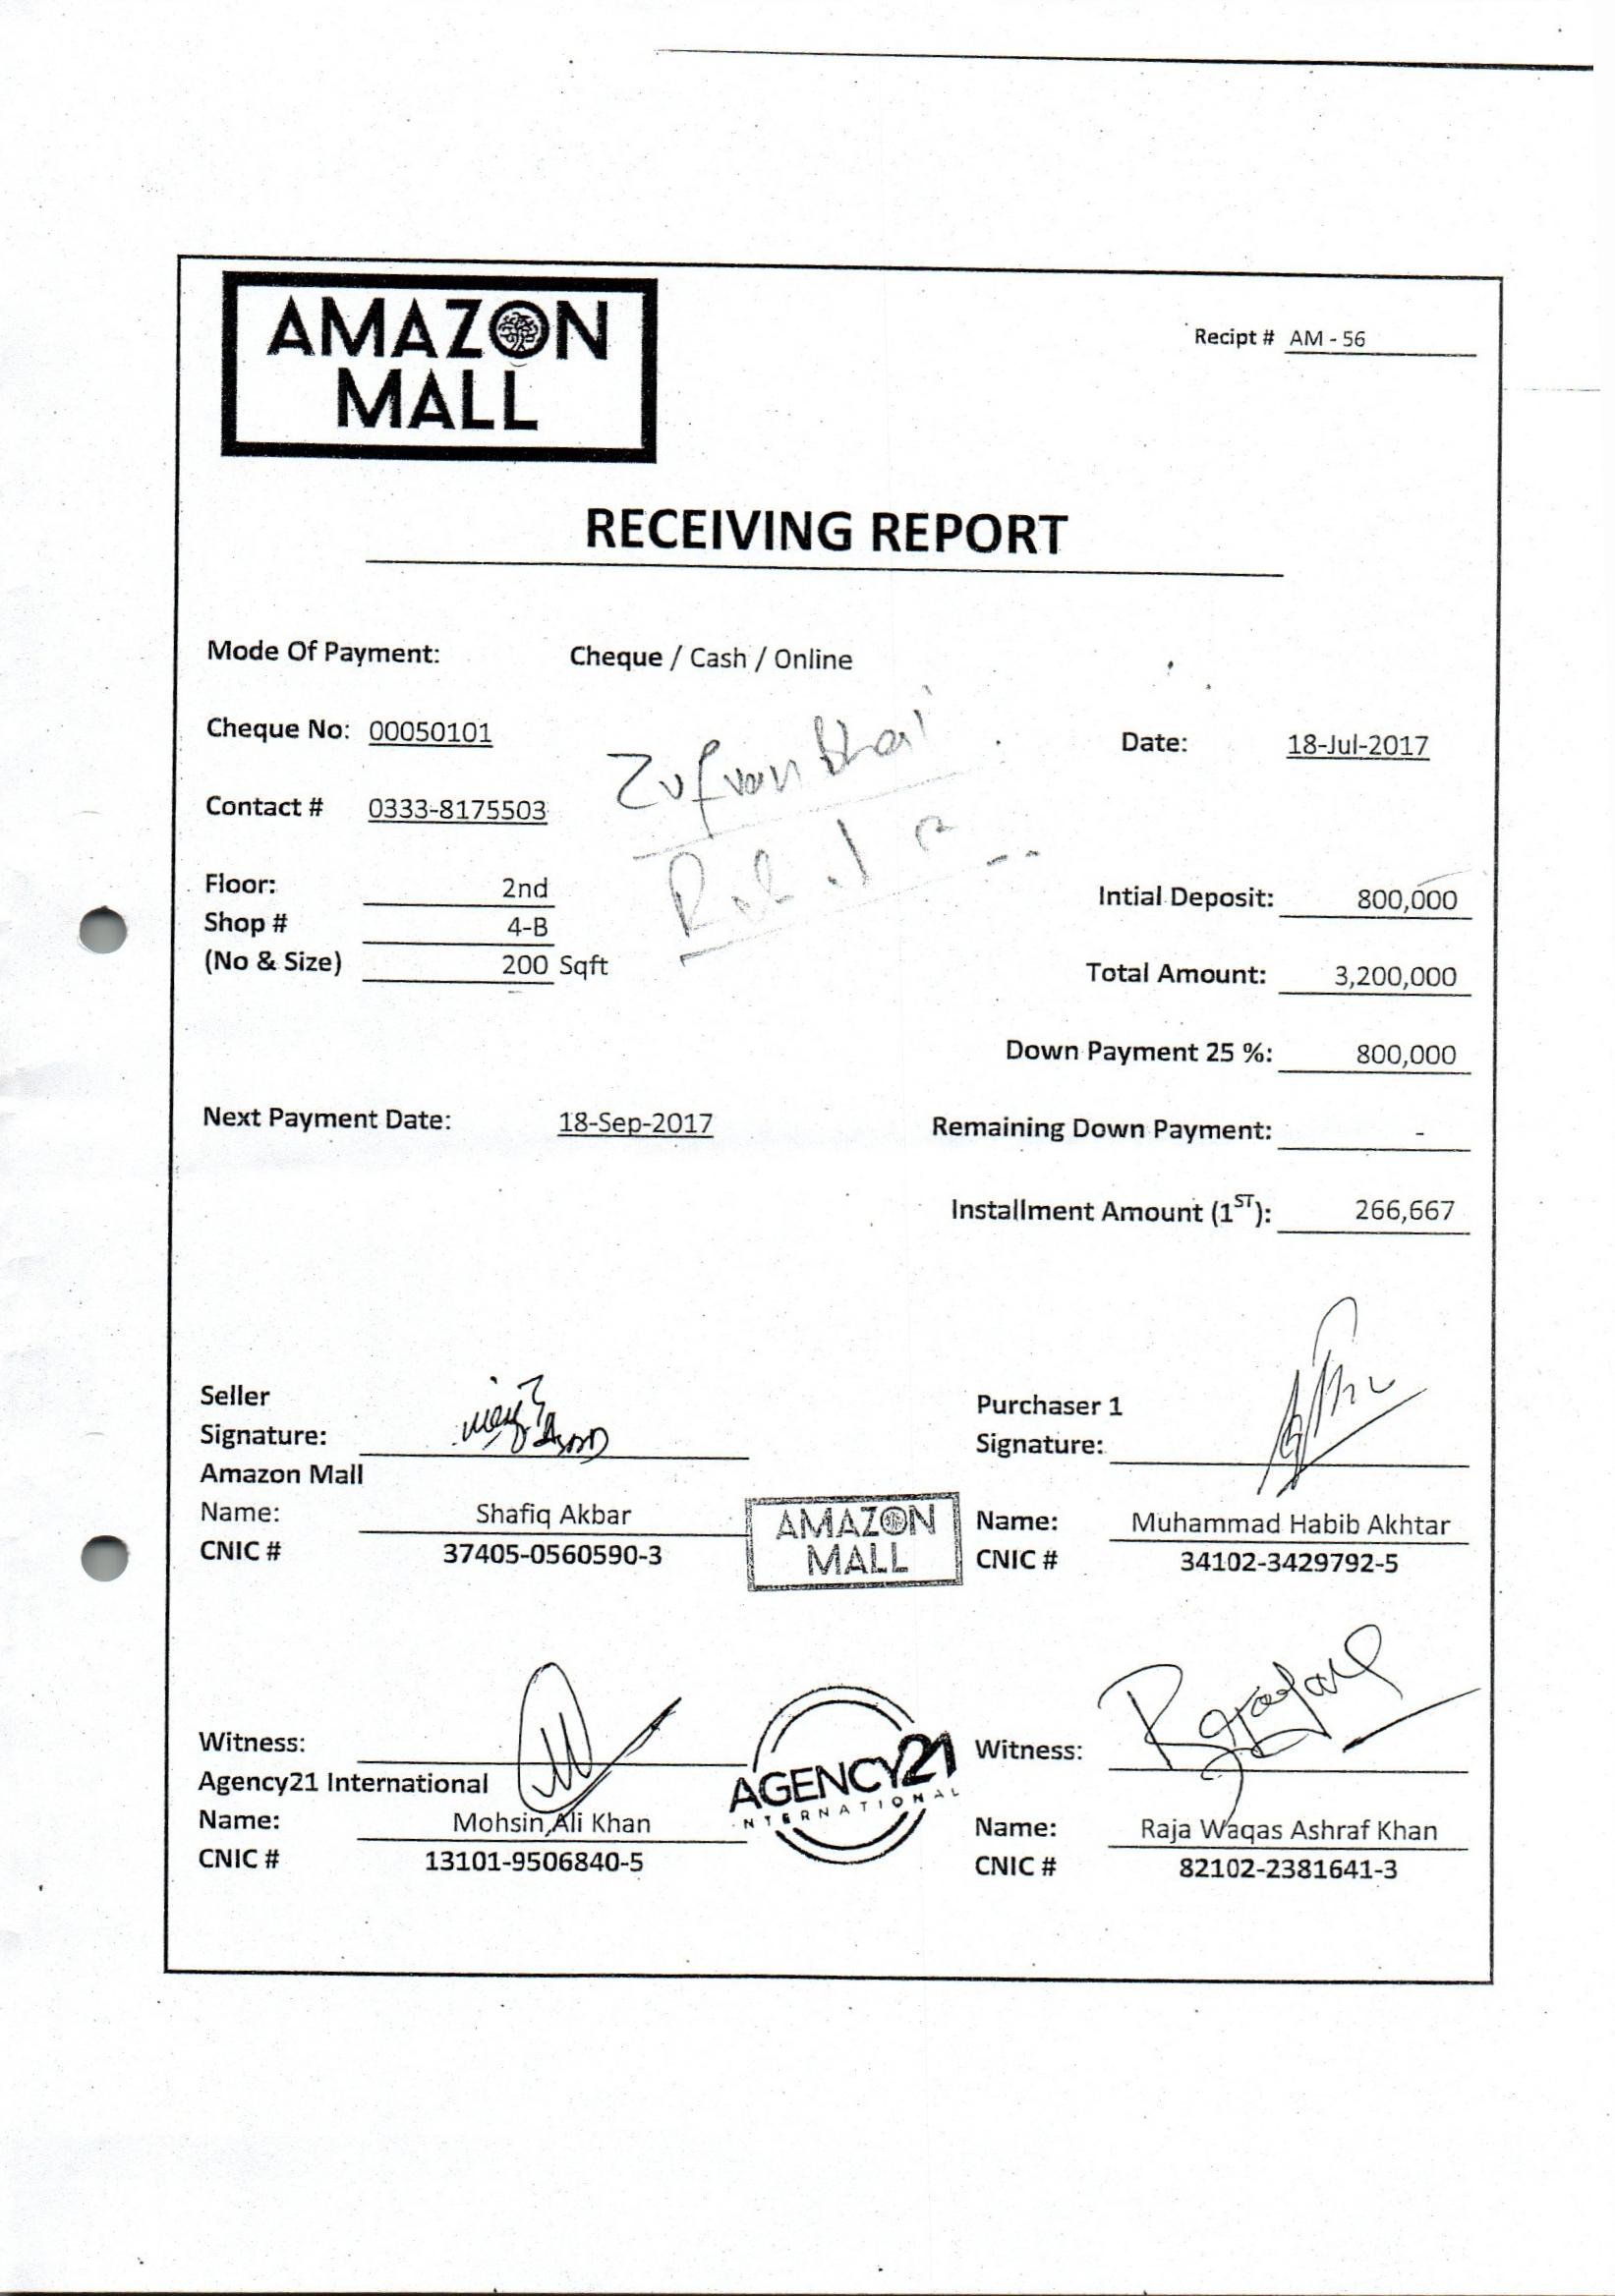 AMAZON
MALL
Recipt # AM - 56
RECEIVING REPORT
Mode Of Payment: Cheque / Cash / Online
Cheque No: 00050101
Date: 18-Jul-2017
Contact # 0333-8175503
Floor: 2nd
Shop # 4-B
(No & Size) 200 Sqft
Intial Deposit: 800,000
Total Amount: 3,200,000
Down Payment 25 %: 800,000
Next Payment Date: 18-Sep-2017
Remaining Down Payment: -
Installment Amount (1ST): 266,667
Seller
Signature:
Amazon Mall
Name: Shafiq Akbar
CNIC # 37405-0560590-3
AMAZON
MALL
Purchaser 1
Signature:
Name: Muhammad Habib Akhtar
CNIC # 34102-3429792-5
Witness:
Agency21 International
Name: Mohsin Ali Khan
CNIC # 13101-9506840-5
AGENCY21
INTERNATIONAL
Witness:
Name: Raja Waqas Ashraf Khan
CNIC # 82102-2381641-3